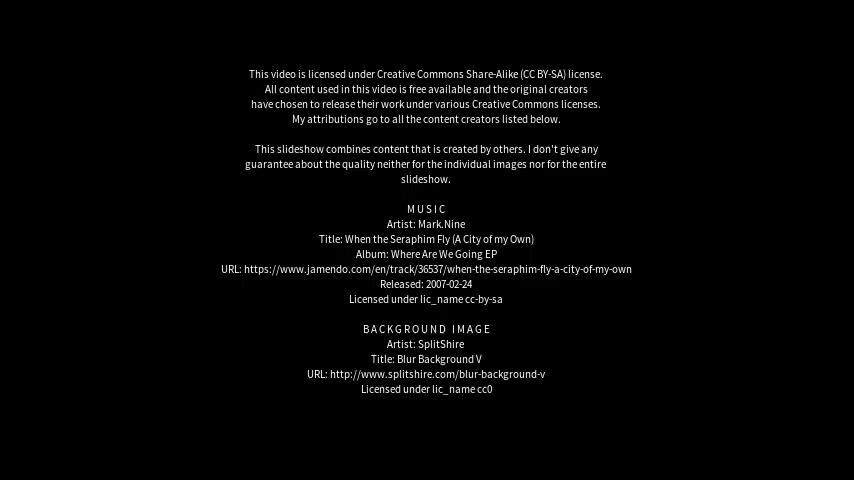 This video is licensed under Creative Commons Share-Alike (CC BY-SA) license.
All content used in this video is free available and the original creators
have chosen to release their work under various Creative Commons licenses.
My attributions go to all the content creators listed below.
This slideshow combines content that is created by others. I don't give any
guarantee about the quality neither for the individual images nor for the entire
slideshow.
MUSIC
Artist: Mark.Nine
Title: When the Seraphim Fly (A City of my Own)
Album: Where Are We Going EP
URL: https://www.jamendo.com/en/track/36537/when-the-seraphim-fly-a-city-of-my-own
Released: 2007-02-24
Licensed under lic_name cc-by-sa
BACKGROUND IMAGE
Artist: SplitShire
Title: Blur Background V
URL: http://www.splitshire.com/blur-background-v
Licensed under lic_name cc0